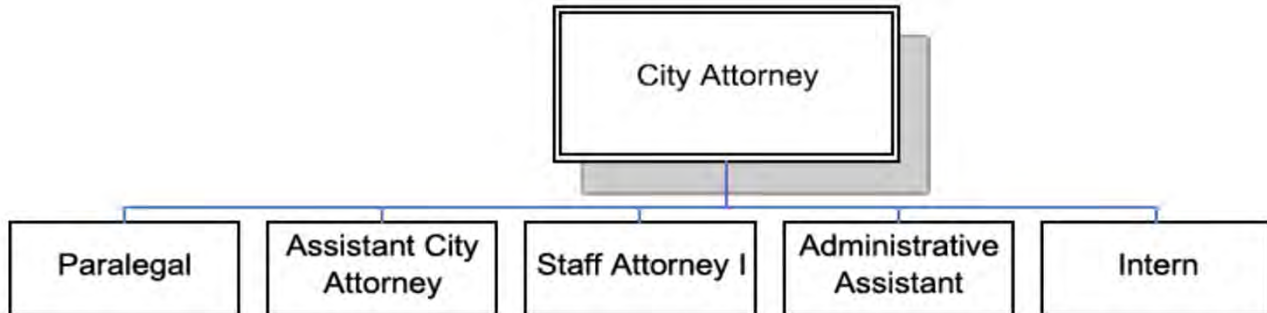 City Attorney
Paralegal
Assistant City
Attorney
Staff Attorney I
Administrative
Assistant
Intern